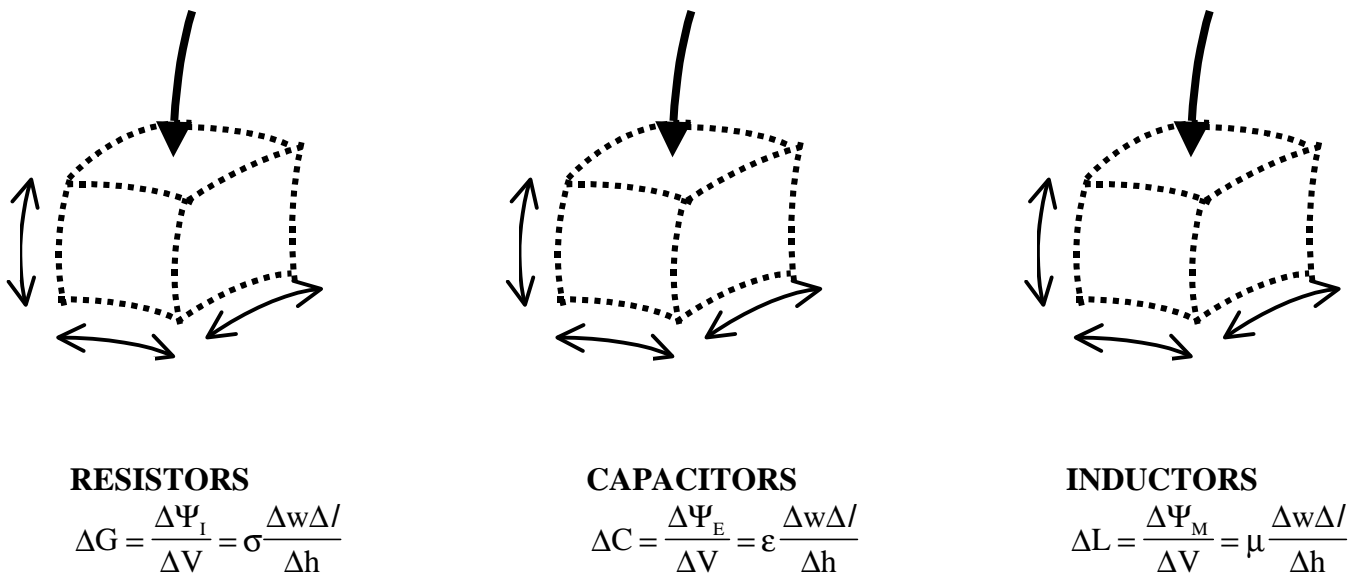 RESISTORS
ΔG = ΔΨ_I / ΔV = σ ΔwΔl / Δh
CAPACITORS
ΔC = ΔΨ_E / ΔV = ε ΔwΔl / Δh
INDUCTORS
ΔL = ΔΨ_M / ΔV = μ ΔwΔl / Δh